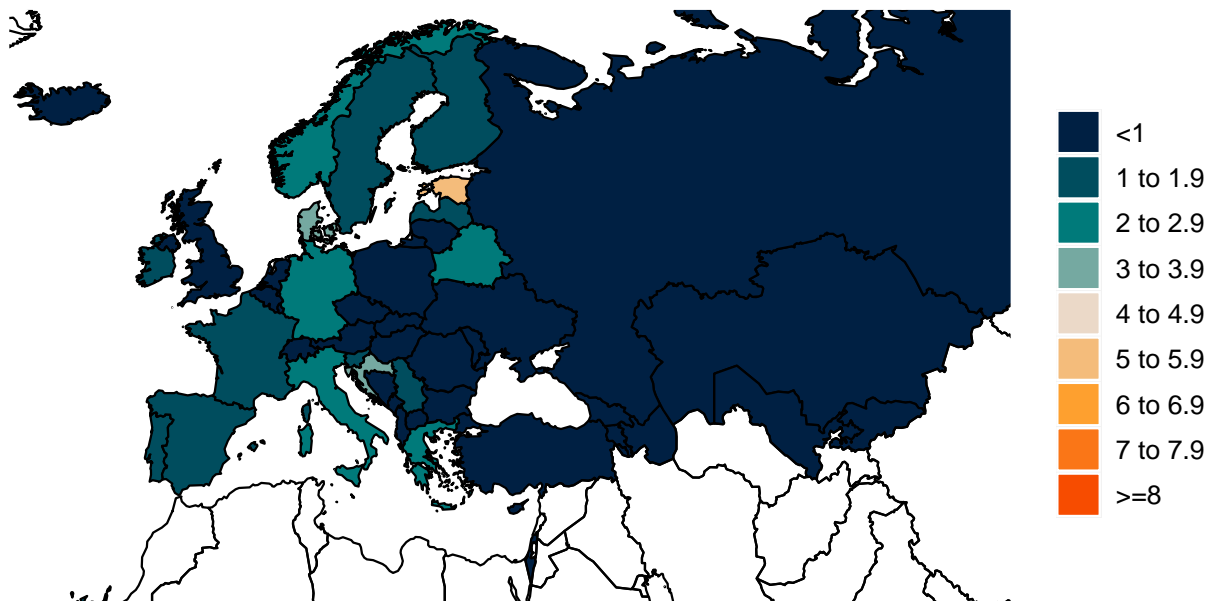 <1
1 to 1.9
2 to 2.9
3 to 3.9
4 to 4.9
5 to 5.9
6 to 6.9
7 to 7.9
>=8